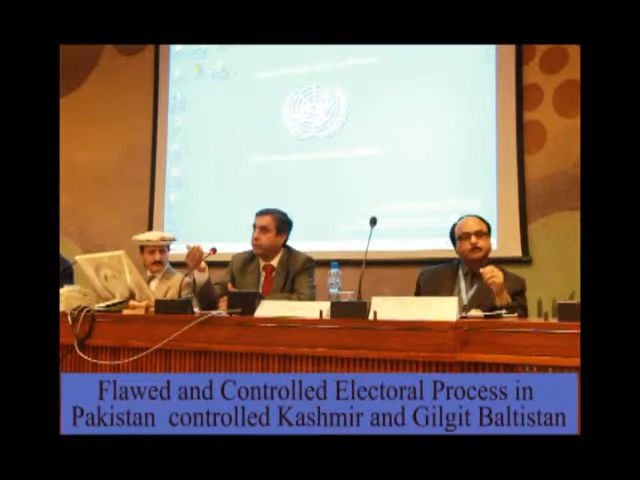 Flawed and Controlled Electoral Process in
Pakistan controlled Kashmir and Gilgit Baltistan